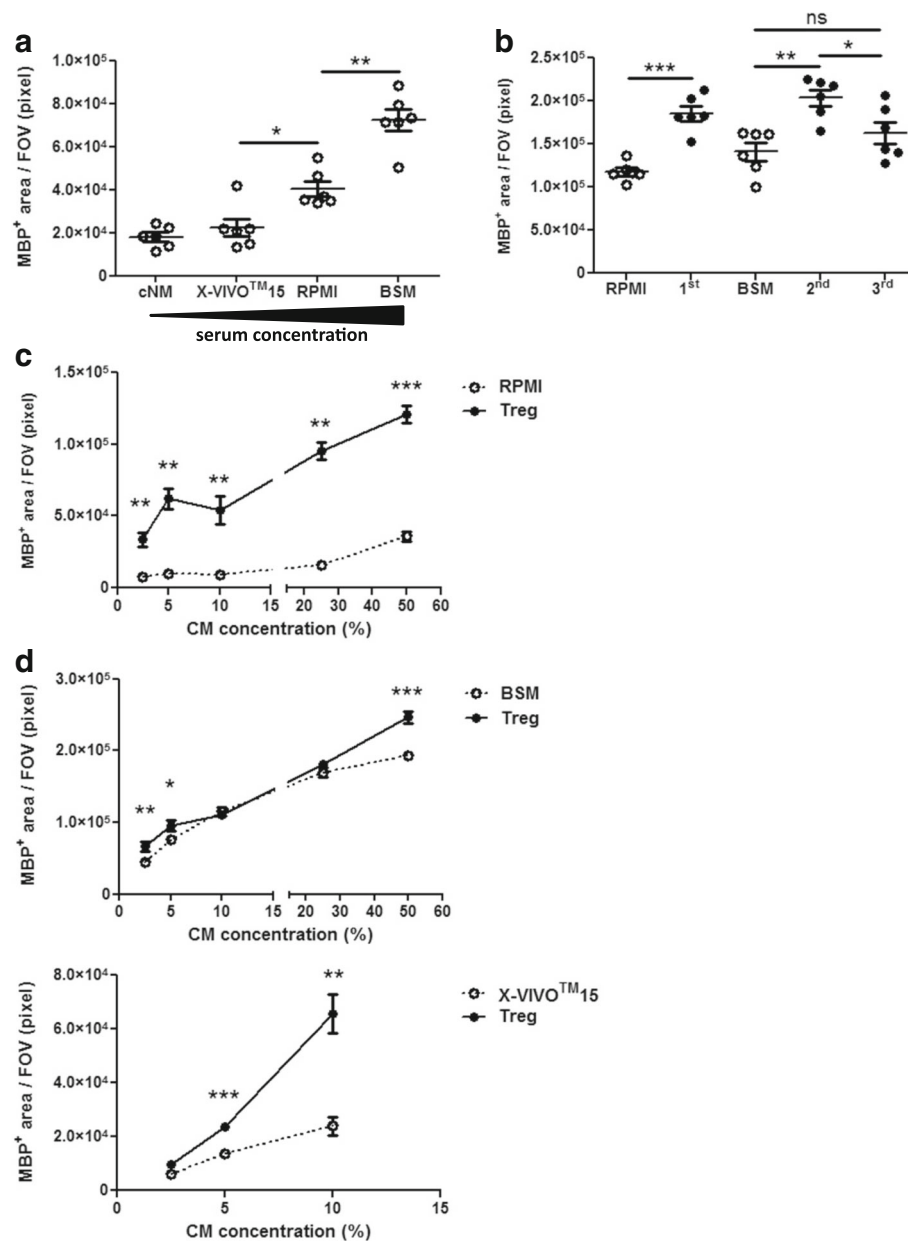 a
MBP⁺ area / FOV (pixel)
1.0×10⁵
8.0×10⁴
6.0×10⁴
4.0×10⁴
2.0×10⁴
0
*
**
cNM X-VIVO™15 RPMI BSM
serum concentration
b
MBP⁺ area / FOV (pixel)
2.5×10⁵
2.0×10⁵
1.5×10⁵
1.0×10⁵
5.0×10⁴
0
ns
*** ** *
RPMI 1st BSM 2nd 3rd
c
MBP⁺ area / FOV (pixel)
1.5×10⁵
1.0×10⁵
5.0×10⁴
0
** ** ** ** ***
0 5 10 15 20 30 40 50 60
CM concentration (%)
RPMI
Treg
d
MBP⁺ area / FOV (pixel)
3.0×10⁵
2.0×10⁵
1.0×10⁵
0
** * ***
0 5 10 15 20 30 40 50 60
CM concentration (%)
BSM
Treg
MBP⁺ area / FOV (pixel)
8.0×10⁴
6.0×10⁴
4.0×10⁴
2.0×10⁴
0
*** **
0 5 10 15
CM concentration (%)
X-VIVO™15
Treg